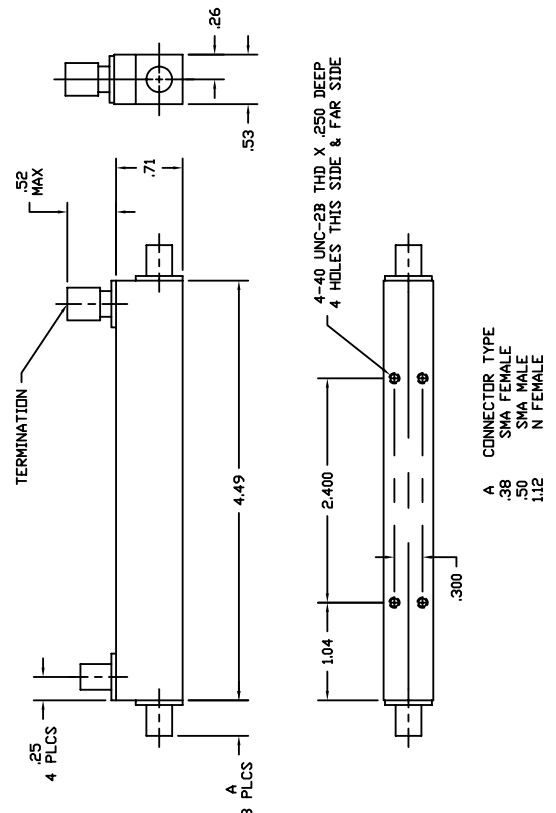 .26
.53
.52
MAX
.71
TERMINATION
4.49
.25
4 PLCS
A
3 PLCS
4-40 UNC-2B THD X .250 DEEP
4 HOLES THIS SIDE & FAR SIDE
2.400
1.04
.300
A CONNECTOR TYPE
.38 SMA FEMALE
.50 SMA MALE
1.12 N FEMALE